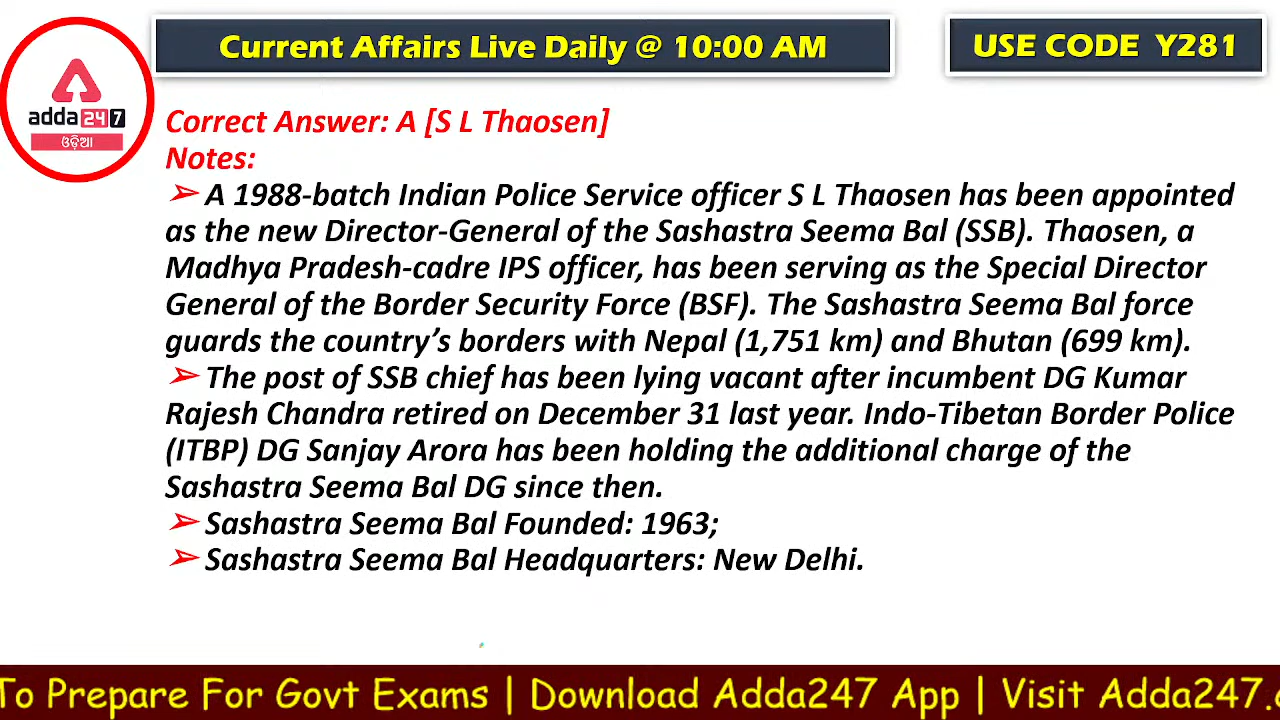 Current Affairs Live Daily @ 10:00 AM
USE CODE Y281
adda247
ଓଡ଼ିଆ
Correct Answer: A [S L Thaosen]
Notes:
➢ A 1988-batch Indian Police Service officer S L Thaosen has been appointed
as the new Director-General of the Sashastra Seema Bal (SSB). Thaosen, a
Madhya Pradesh-cadre IPS officer, has been serving as the Special Director
General of the Border Security Force (BSF). The Sashastra Seema Bal force
guards the country’s borders with Nepal (1,751 km) and Bhutan (699 km).
➢ The post of SSB chief has been lying vacant after incumbent DG Kumar
Rajesh Chandra retired on December 31 last year. Indo-Tibetan Border Police
(ITBP) DG Sanjay Arora has been holding the additional charge of the
Sashastra Seema Bal DG since then.
➢ Sashastra Seema Bal Founded: 1963;
➢ Sashastra Seema Bal Headquarters: New Delhi.
To Prepare For Govt Exams | Download Adda247 App | Visit Adda247.